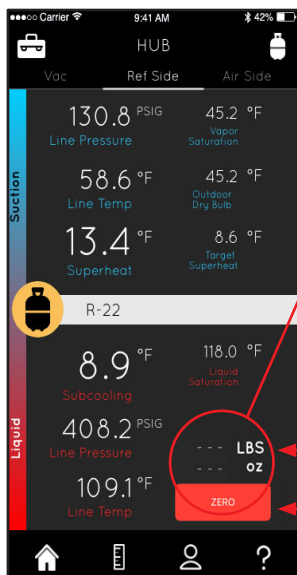 Carrier 9:41 AM 42%
HUB
Vac Ref Side Air Side
Suction
130.8 PSIG 45.2 °F
Line Pressure Vapor Saturation
58.6 °F 45.2 °F
Line Temp Outdoor Dry Bulb
13.4 °F 8.6 °F
Superheat Target Superheat
R-22
Liquid
8.9 °F 118.0 °F
Subcooling Liquid Saturation
408.2 PSIG --- LBS
Line Pressure --- oz
109.1 °F ZERO
Line Temp
?